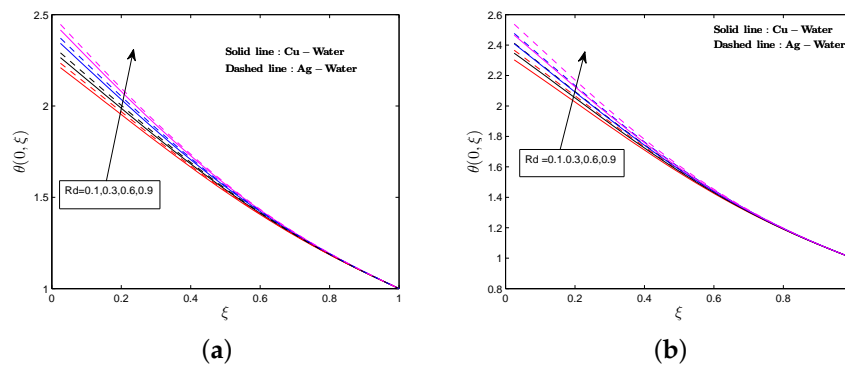 2.5
2
1.5
1
θ(0, ξ)
Solid line : Cu – Water
Dashed line : Ag – Water
Rd=0.1,0.3,0.6,0.9
0 0.2 0.4 0.6 0.8 1
ξ
(a)
2.6
2.4
2.2
2
1.8
1.6
1.4
1.2
1
θ(0, ξ)
Solid line : Cu – Water
Dashed line : Ag – Water
Rd =0.1.0.3,0.6,0.9
0 0.2 0.4 0.6 0.8
ξ
(b)